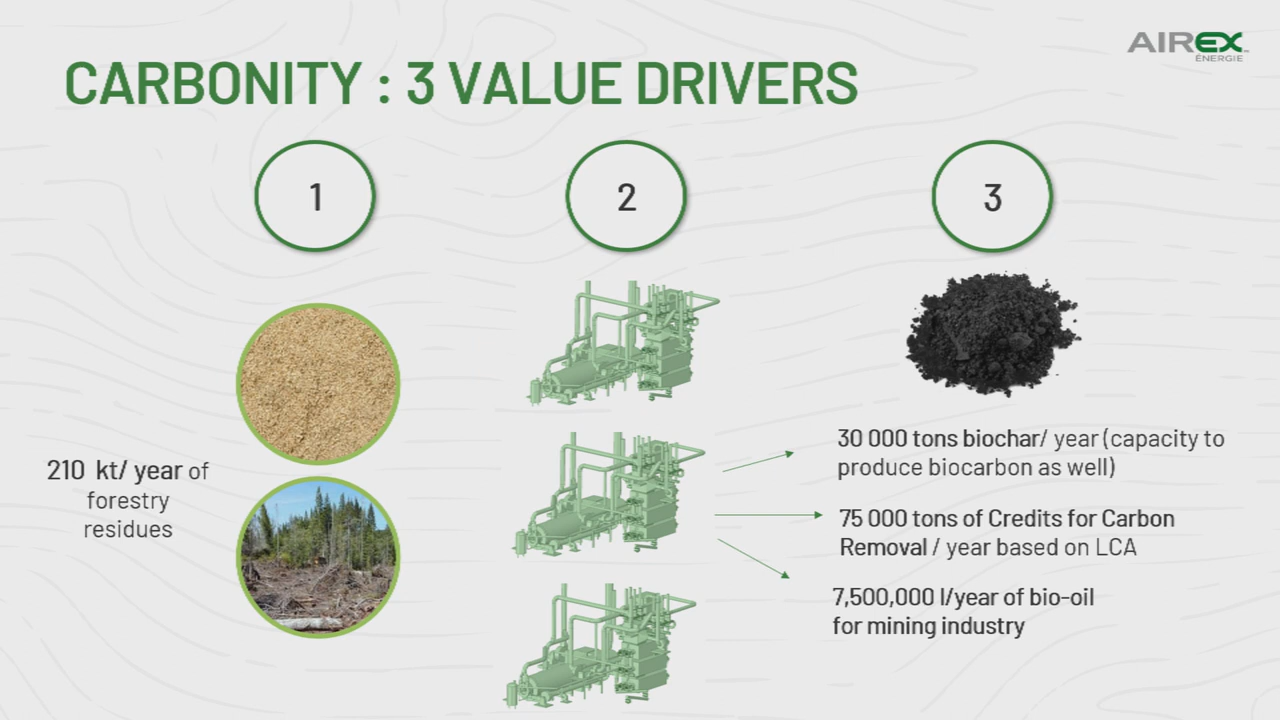 AIREX
ÉNERGIE
CARBONITY : 3 VALUE DRIVERS
1
2
3
210 kt/ year of
forestry
residues
30 000 tons biochar/ year (capacity to
produce biocarbon as well)
75 000 tons of Credits for Carbon
Removal / year based on LCA
7,500,000 l/year of bio-oil
for mining industry